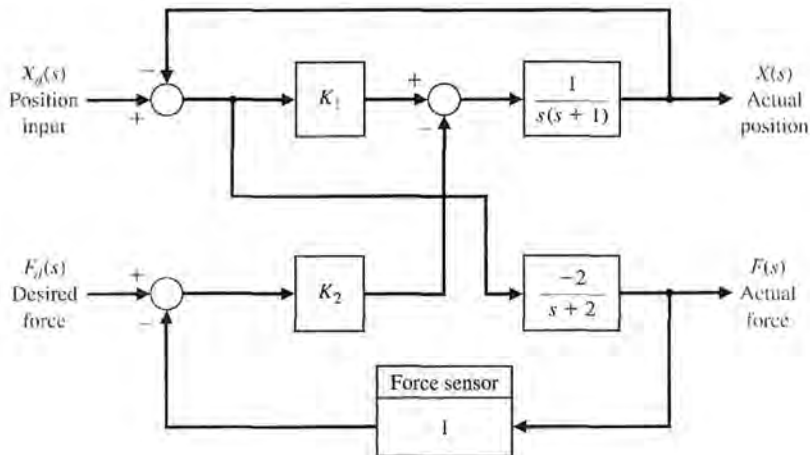 X_d(s)
Position
input
−
+
K_1
+
−
1
s(s + 1)
X(s)
Actual
position
F_d(s)
Desired
force
+
−
K_2
−2
s + 2
F(s)
Actual
force
Force sensor
1